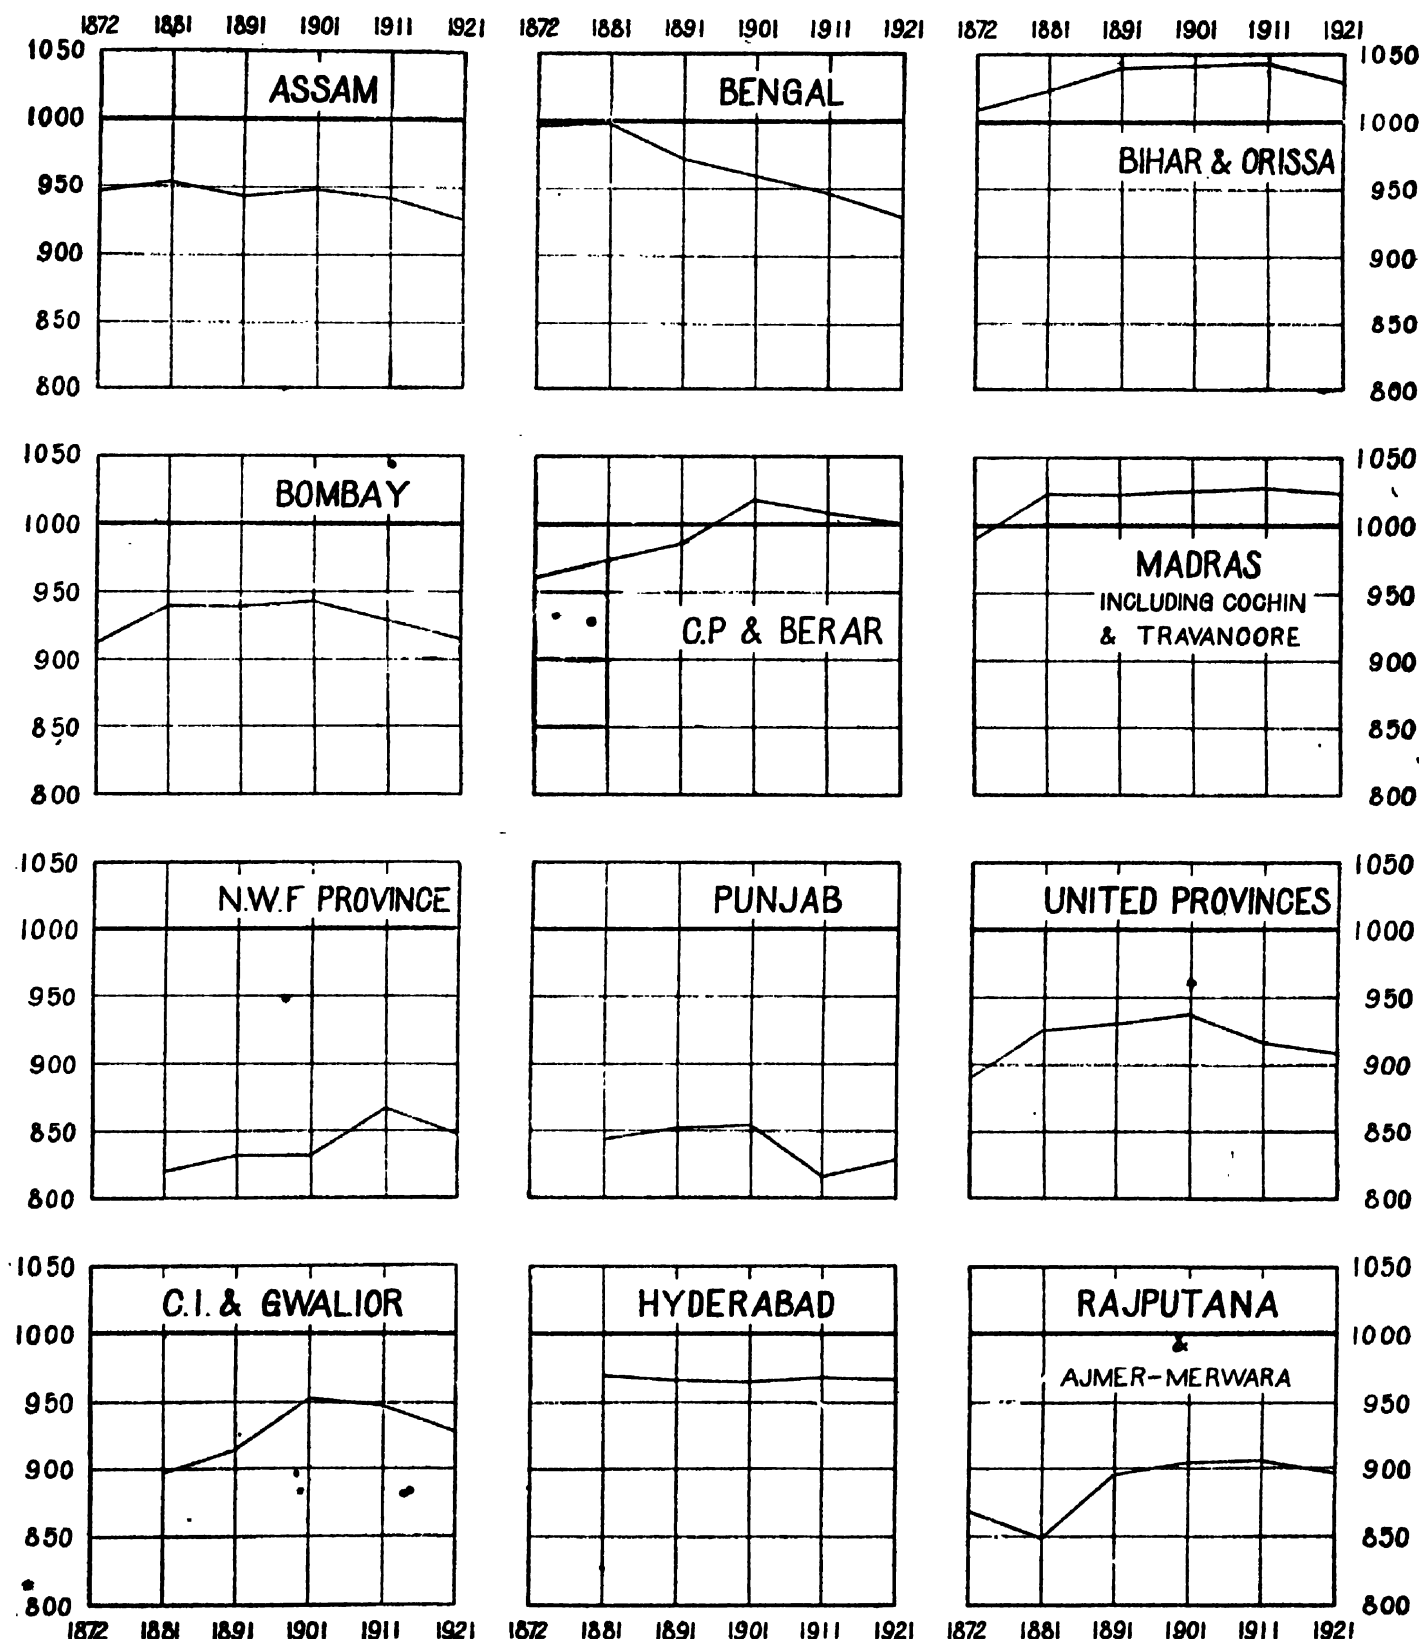 1872 1881 1891 1901 1911 1921 1872 1881 1891 1901 1911 1921 1872 1881 1891 1901 1911 1921
1050 1050
ASSAM BENGAL
1000 1000
BIHAR & ORISSA
950 950
900 900
850 850
800 800
1050 1050
BOMBAY
1000 1000
MADRAS
950 950
INCLUDING COCHIN
C.P & BERAR & TRAVANOORE
900 900
850 850
800 800
1050 1050
N.W.F PROVINCE PUNJAB UNITED PROVINCES
1000 1000
950 950
900 900
850 850
800 800
1050 1050
C.I. & GWALIOR HYDERABAD RAJPUTANA
1000 1000
&
AJMER-MERWARA
950 950
900 900
850 850
800 800
1872 1881 1891 1901 1911 1921 1872 1881 1891 1901 1911 1921 1872 1881 1891 1901 1911 1921